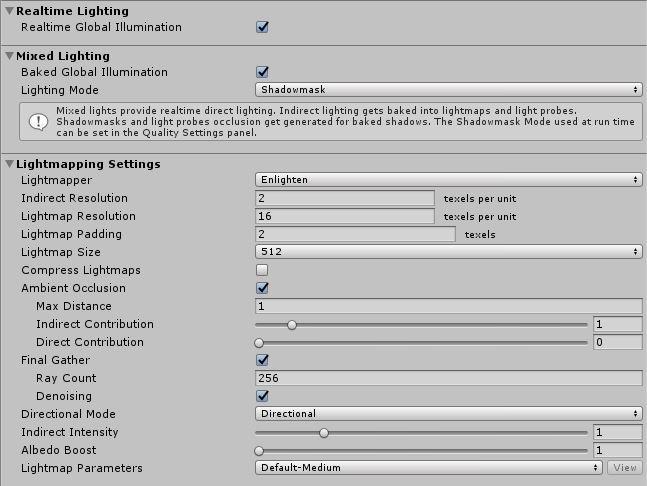 Realtime Lighting
Realtime Global Illumination
Mixed Lighting
Baked Global Illumination
Lighting Mode Shadowmask
Mixed lights provide realtime direct lighting. Indirect lighting gets baked into lightmaps and light probes.
Shadowmasks and light probes occlusion get generated for baked shadows. The Shadowmask Mode used at run time
can be set in the Quality Settings panel.
Lightmapping Settings
Lightmapper Enlighten
Indirect Resolution 2 texels per unit
Lightmap Resolution 16 texels per unit
Lightmap Padding 2 texels
Lightmap Size 512
Compress Lightmaps
Ambient Occlusion
Max Distance 1
Indirect Contribution 1
Direct Contribution 0
Final Gather
Ray Count 256
Denoising
Directional Mode Directional
Indirect Intensity 1
Albedo Boost 1
Lightmap Parameters Default-Medium View